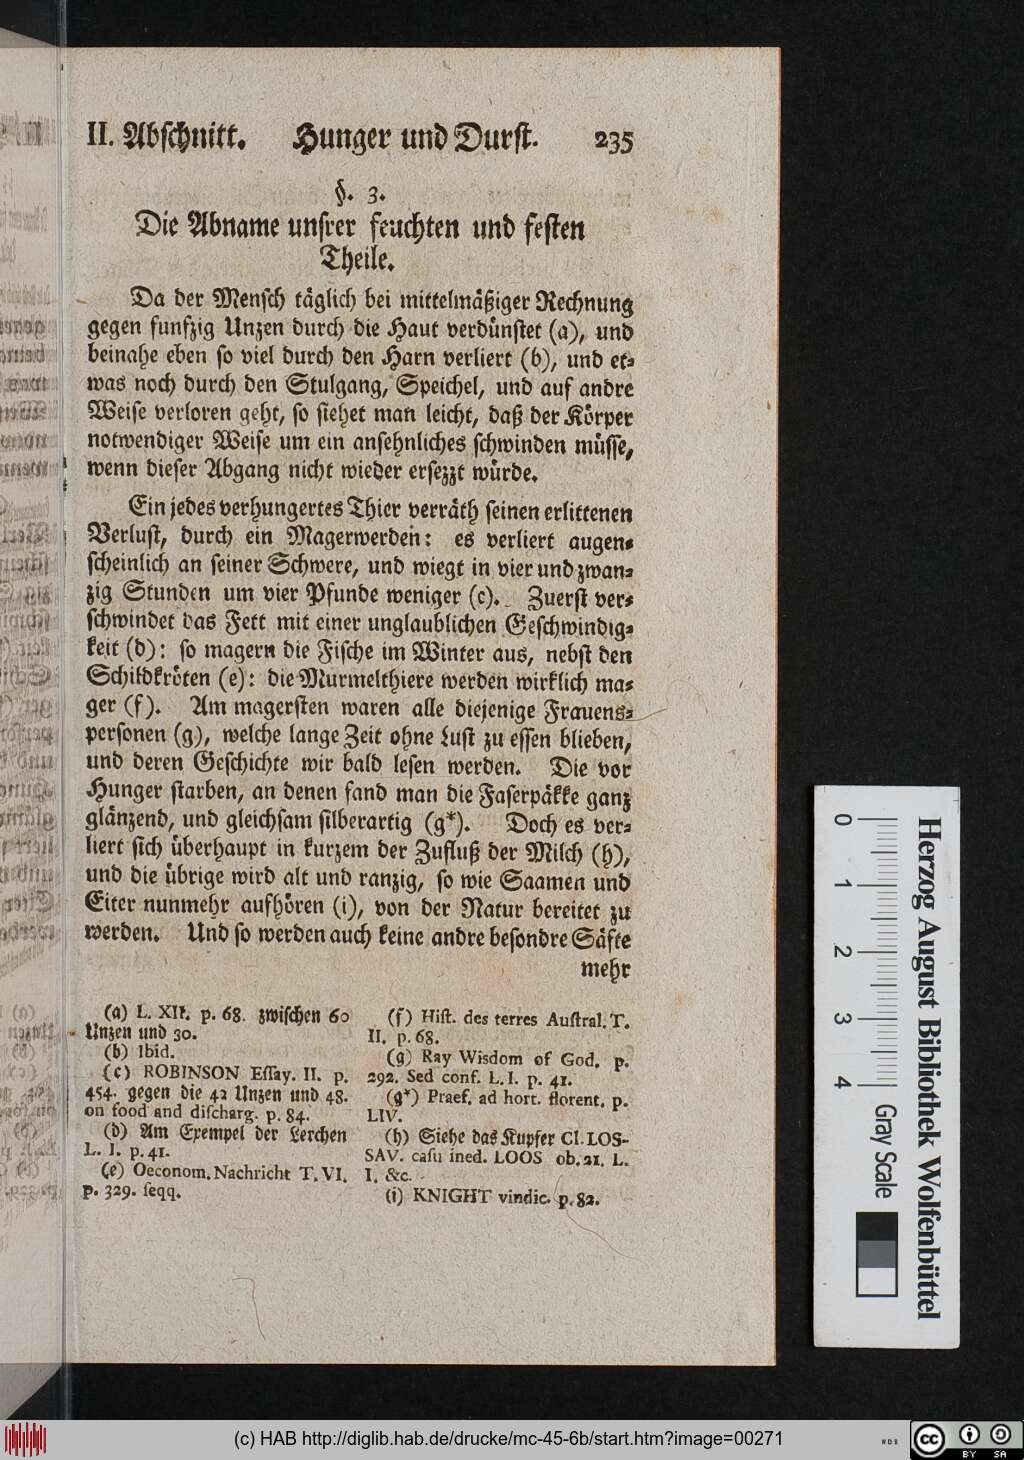 II. Abschnitt. Hunger und Durst. 235
§. 3.
Die Abname unsrer feuchten und festen
Theile.
Da der Mensch täglich bei mittelmäßiger Rechnung
gegen funfzig Unzen durch die Haut verdünstet (a), und
beinahe eben so viel durch den Harn verliert (b), und et-
was noch durch den Stulgang, Speichel, und auf andre
Weise verloren geht, so siehet man leicht, daß der Körper
notwendiger Weise um ein ansehnliches schwinden müsse,
wenn dieser Abgang nicht wieder ersezzt würde.
Ein jedes verhungertes Thier verräth seinen erlittenen
Verlust, durch ein Magerwerden: es verliert augen-
scheinlich an seiner Schwere, und wiegt in vier und zwan-
zig Stunden um vier Pfunde weniger (c). Zuerst ver-
schwindet das Fett mit einer unglaublichen Geschwindig-
keit (d): so magern die Fische im Winter aus, nebst den
Schildkröten (e): die Murmelthiere werden wirklich ma-
ger (f). Am magersten waren alle diejenige Frauens-
personen (g), welche lange Zeit ohne Lust zu essen blieben,
und deren Geschichte wir bald lesen werden. Die vor
Hunger starben, an denen fand man die Faserpäkke ganz
glänzend, und gleichsam silberartig (g*). Doch es ver-
liert sich überhaupt in kurzem der Zufluß der Milch (h),
und die übrige wird alt und ranzig, so wie Saamen und
Eiter nunmehr aufhören (i), von der Natur bereitet zu
werden. Und so werden auch keine andre besondre Säfte
mehr
(a) L. XII. p. 68. zwischen 60
Unzen und 30.
(b) Ibid.
(c) ROBINSON Essay. II. p.
454. gegen die 42 Unzen und 48.
on food and discharg. p. 84.
(d) Am Exempel der Lerchen
L. I. p. 41.
(e) Oeconom. Nachricht T. VI.
p. 329. seqq.
(f) Hist. des terres Austral. T.
II. p. 68.
(g) Ray Wisdom of God. p.
292. Sed conf. L. I. p. 41.
(g*) Praef. ad hort. florent. p.
LIV.
(h) Siehe das Kupfer Cl. LOS-
SAV. casu ined. LOOS ob. 21. L.
I. &c.
(i) KNIGHT vindic. p. 82.
0 1 2 3 4 Gray Scale
Herzog August Bibliothek Wolfenbüttel
(c) HAB http://diglib.hab.de/drucke/mc-45-6b/start.htm?image=00271
cc BY SA